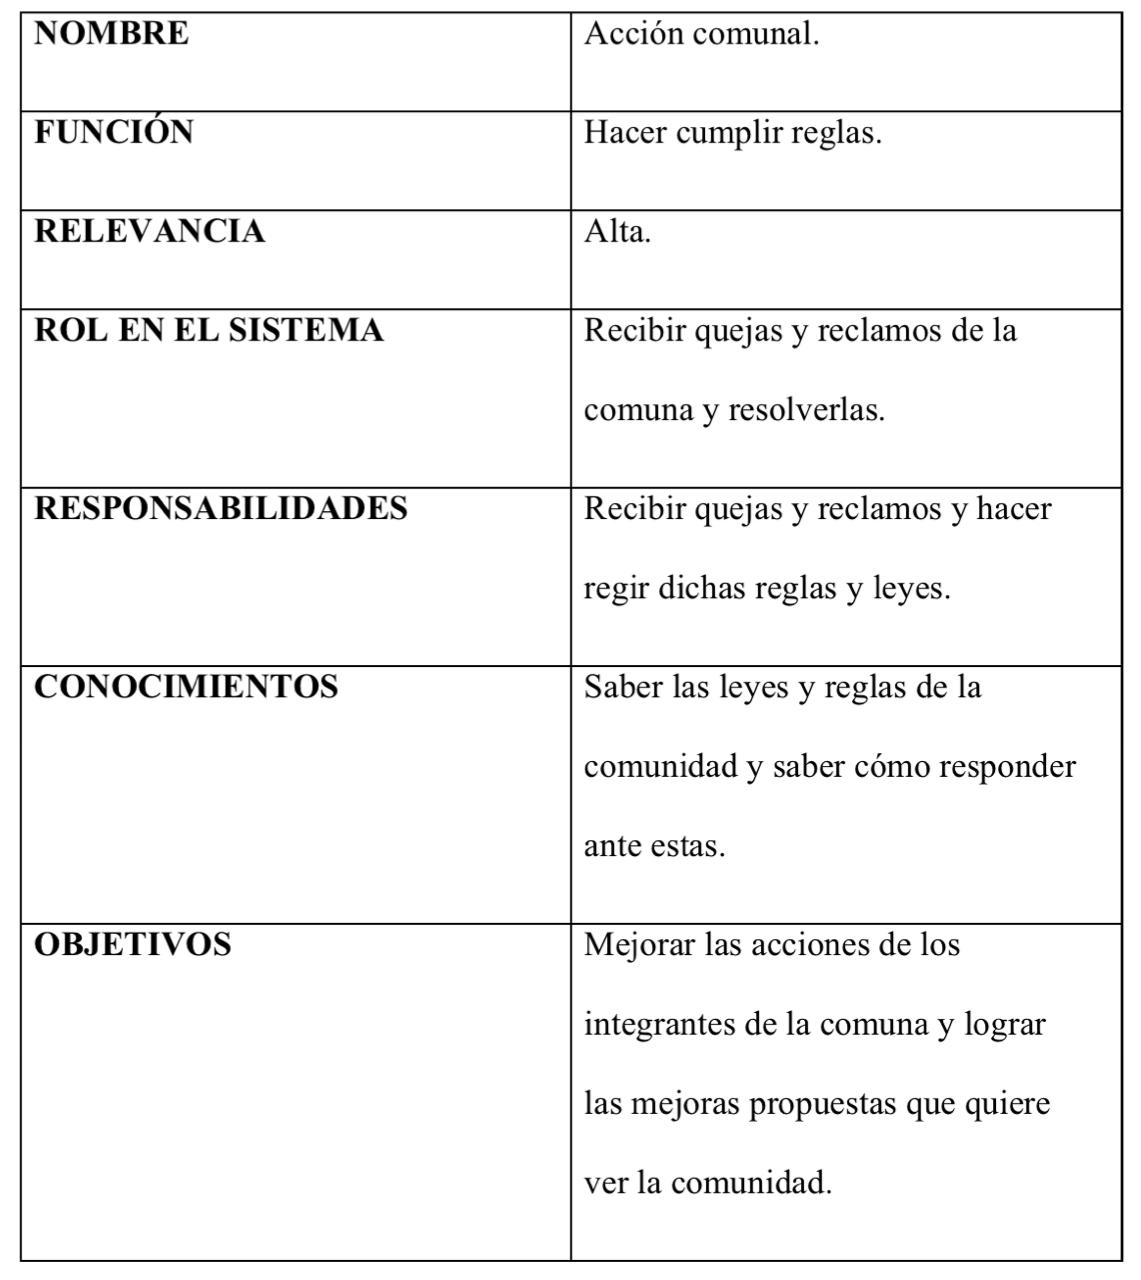 NOMBRE
Acción comunal.
FUNCIÓN
Hacer cumplir reglas.
RELEVANCIA
Alta.
ROL EN EL SISTEMA
Recibir quejas y reclamos de la
comuna y resolverlas.
RESPONSABILIDADES
Recibir quejas y reclamos y hacer
regir dichas reglas y leyes.
CONOCIMIENTOS
Saber las leyes y reglas de la
comunidad y saber cómo responder
ante estas.
OBJETIVOS
Mejorar las acciones de los
integrantes de la comuna y lograr
las mejoras propuestas que quiere
ver la comunidad.